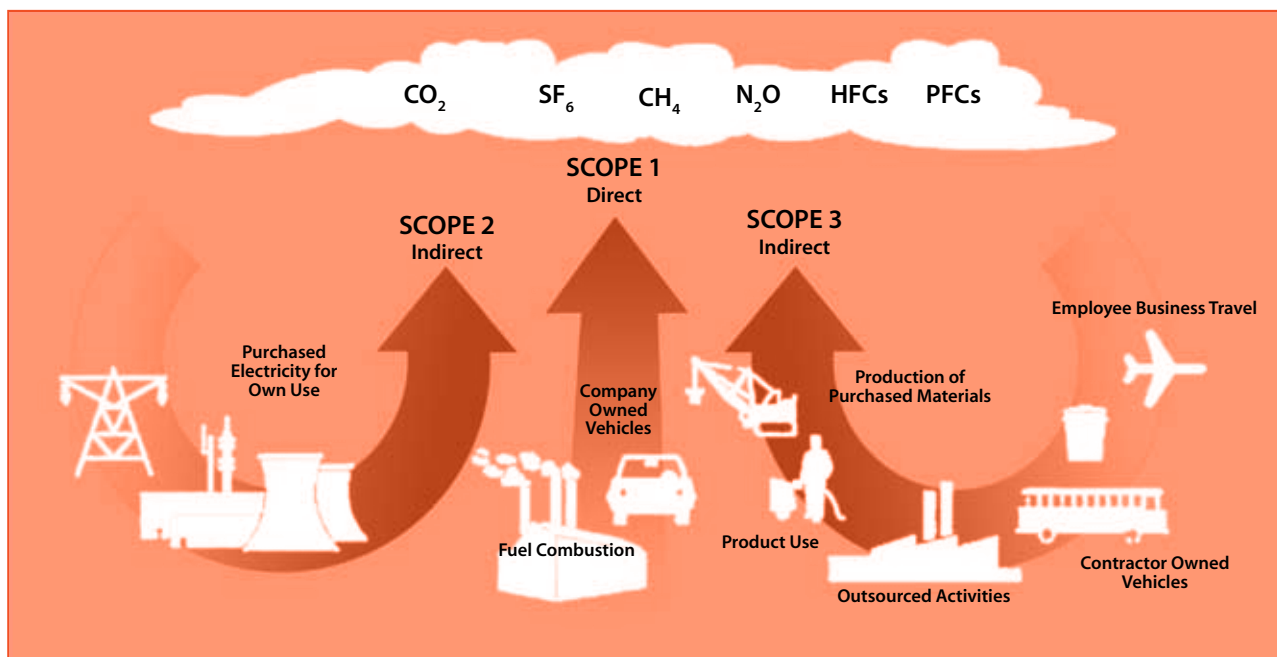 CO₂ SF₆ CH₄ N₂O HFCs PFCs
SCOPE 1
Direct
SCOPE 2
Indirect
SCOPE 3
Indirect
Purchased
Electricity for
Own Use
Company
Owned
Vehicles
Fuel Combustion
Production of
Purchased Materials
Employee Business Travel
Product Use
Outsourced Activities
Contractor Owned
Vehicles